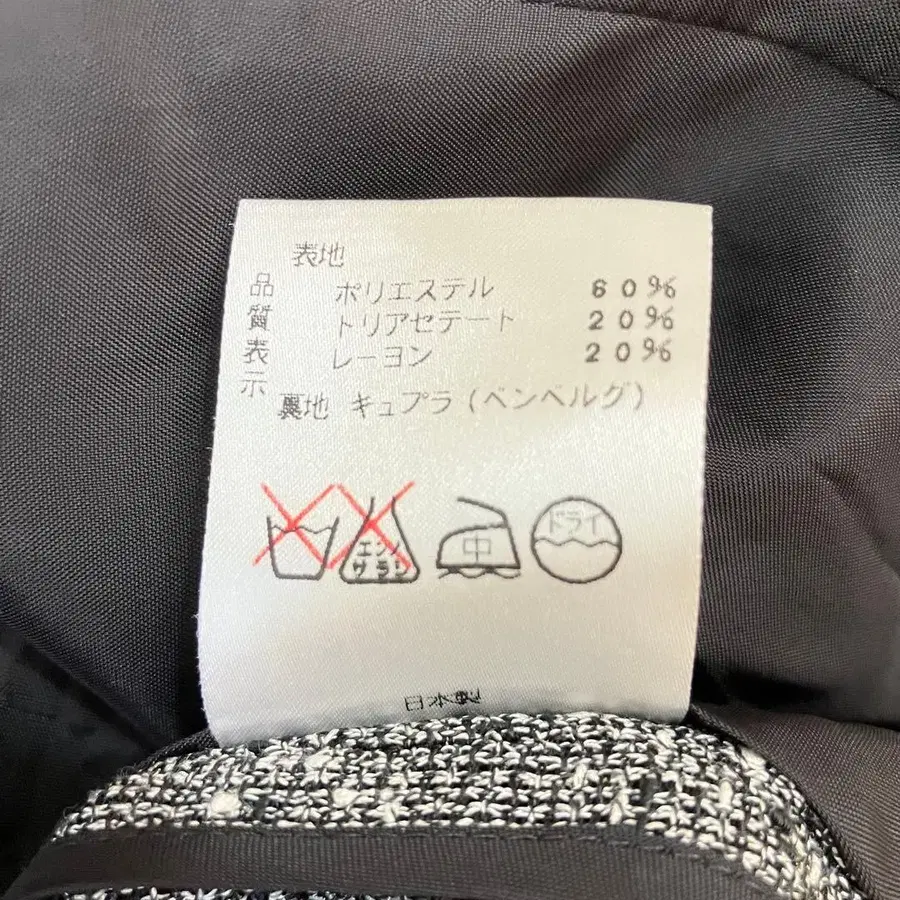 品質表示
表地
ポリエステル 60%
トリアセテート 20%
レーヨン 20%
裏地 キュプラ(ベンベルグ)
エンソ
サラシ
中
ドライ
日本製